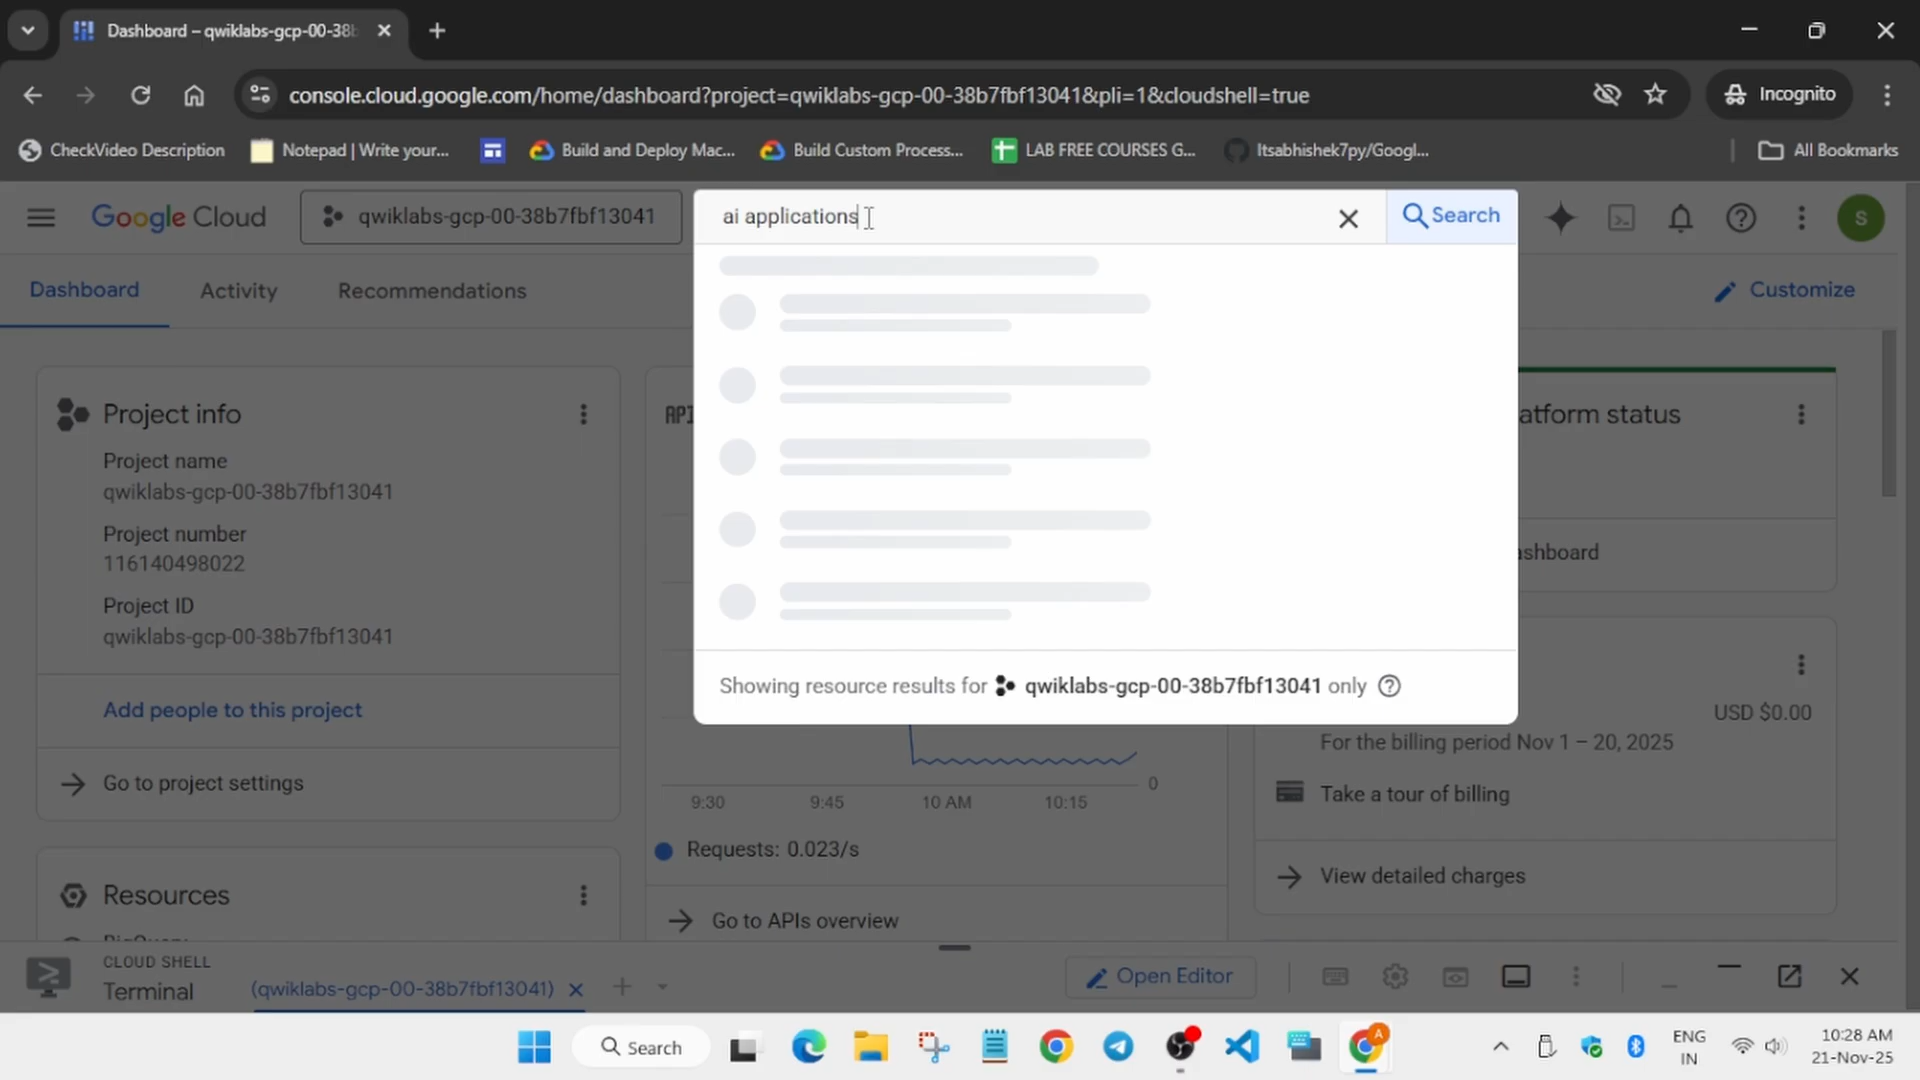 Dashboard – qwiklabs-gcp-00-38b
console.cloud.google.com/home/dashboard?project=qwiklabs-gcp-00-38b7fbf13041&pli=1&cloudshell=true
Incognito
CheckVideo Description
Notepad | Write your...
Build and Deploy Mac...
Build Custom Process...
LAB FREE COURSES G...
Itsabhishek7py/Googl...
All Bookmarks
Google Cloud
qwiklabs-gcp-00-38b7fbf13041
ai applications
Search
S
Dashboard
Activity
Recommendations
Customize
Project info
API
atform status
Project name
qwiklabs-gcp-00-38b7fbf13041
Project number
116140498022
ashboard
Project ID
qwiklabs-gcp-00-38b7fbf13041
Showing resource results for qwiklabs-gcp-00-38b7fbf13041 only
Add people to this project
USD $0.00
For the billing period Nov 1 – 20, 2025
Go to project settings
0
9:30
9:45
10 AM
10:15
Take a tour of billing
Requests: 0.023/s
View detailed charges
Resources
Go to APIs overview
BigQuery
CLOUD SHELL
Terminal
(qwiklabs-gcp-00-38b7fbf13041)
Open Editor
Search
A
ENG
IN
10:28 AM
21-Nov-25